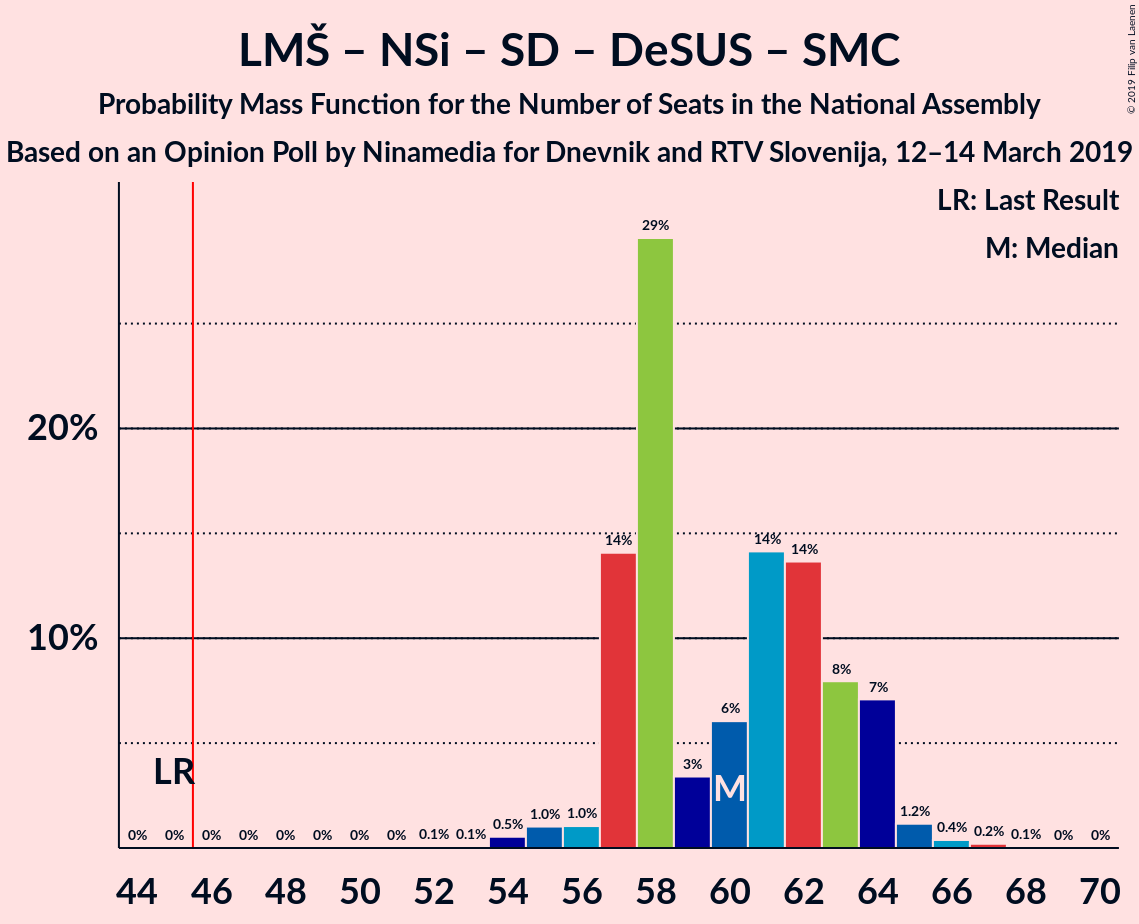 LMŠ – NSi – SD – DeSUS – SMC
Probability Mass Function for the Number of Seats in the National Assembly
Based on an Opinion Poll by Ninamedia for Dnevnik and RTV Slovenija, 12–14 March 2019
© 2019 Filip van Laenen
LR: Last Result
M: Median
20%
10%
LR
M
0% 0% 0% 0% 0% 0% 0% 0% 0.1% 0.1% 0.5% 1.0% 1.0% 14% 29% 3% 6% 14% 14% 8% 7% 1.2% 0.4% 0.2% 0.1% 0% 0%
44 46 48 50 52 54 56 58 60 62 64 66 68 70